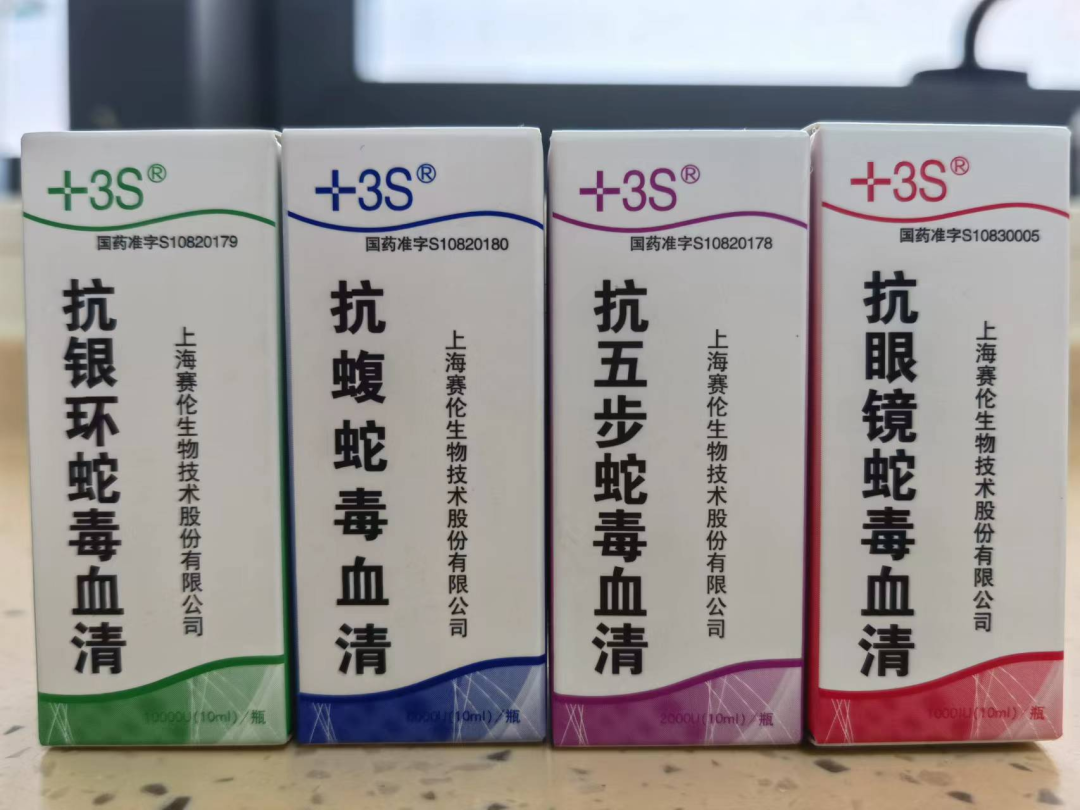 +3S®
国药准字S10820179
抗银环蛇毒血清
上海赛伦生物技术股份有限公司
10000U(10ml)/瓶
+3S®
国药准字S10820180
抗蝮蛇毒血清
上海赛伦生物技术股份有限公司
(10ml)/瓶
+3S®
国药准字S10820178
抗五步蛇毒血清
上海赛伦生物技术股份有限公司
2000U(10ml)/瓶
+3S®
国药准字S10830005
抗眼镜蛇毒血清
上海赛伦生物技术股份有限公司
(10ml)/瓶